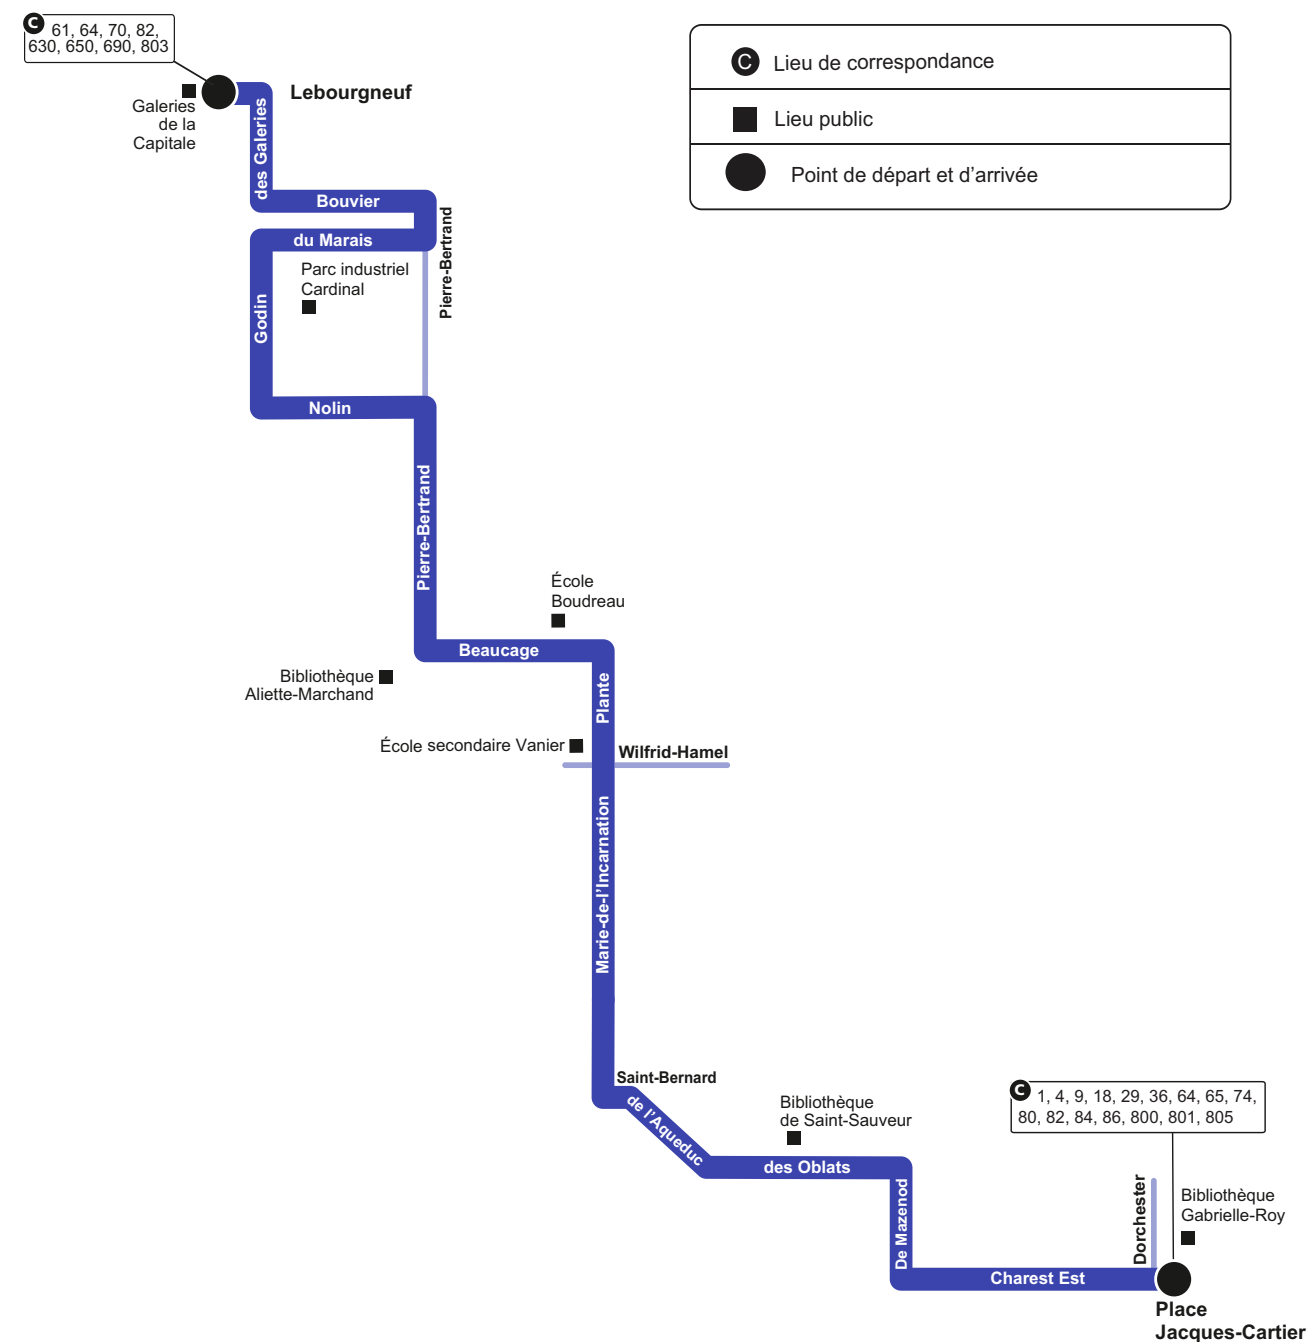 C 61, 64, 70, 82,
630, 650, 690, 803
Lebourgneuf
Galeries
de la
Capitale
C Lieu de correspondance
Lieu public
Point de départ et d'arrivée
des Galeries
Bouvier
Pierre-Bertrand
du Marais
Parc industriel
Cardinal
Godin
Nolin
Pierre-Bertrand
École
Boudreau
Beaucage
Bibliothèque
Aliette-Marchand
Plante
École secondaire Vanier
Wilfrid-Hamel
Marie-de-l'Incarnation
Saint-Bernard
de l'Aqueduc
Bibliothèque
de Saint-Sauveur
des Oblats
De Mazenod
C 1, 4, 9, 18, 29, 36, 64, 65, 74,
80, 82, 84, 86, 800, 801, 805
Dorchester
Bibliothèque
Gabrielle-Roy
Charest Est
Place
Jacques-Cartier